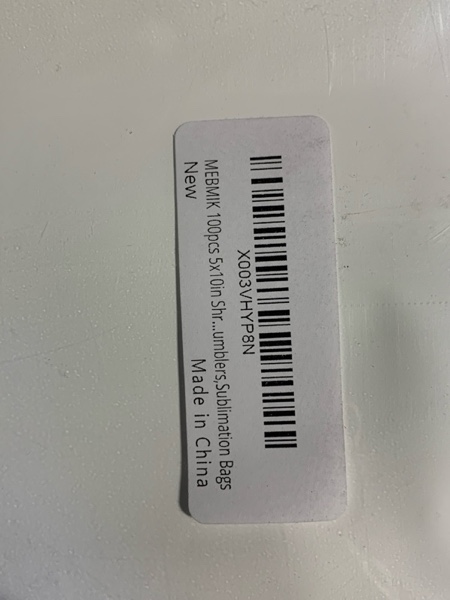 X003VHYP8N
MEBMIK 100pcs 5x10in Shr...umblers,Sublimation Bags
New
Made in China